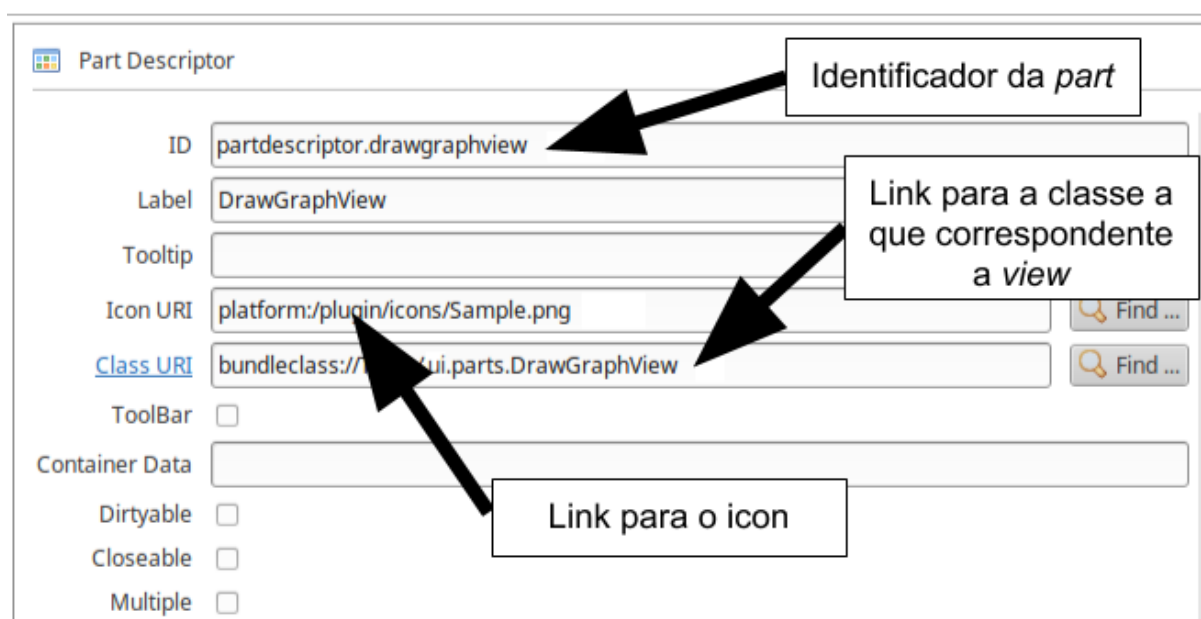 Part Descriptor
Identificador da part
ID partdescriptor.drawgraphview
Label DrawGraphView
Link para a classe a
que correspondente
a view
Tooltip
Icon URI platform:/plugin/icons/Sample.png Find ...
Class URI bundleclass:// ui.parts.DrawGraphView Find ...
ToolBar
Container Data
Link para o icon
Dirtyable
Closeable
Multiple